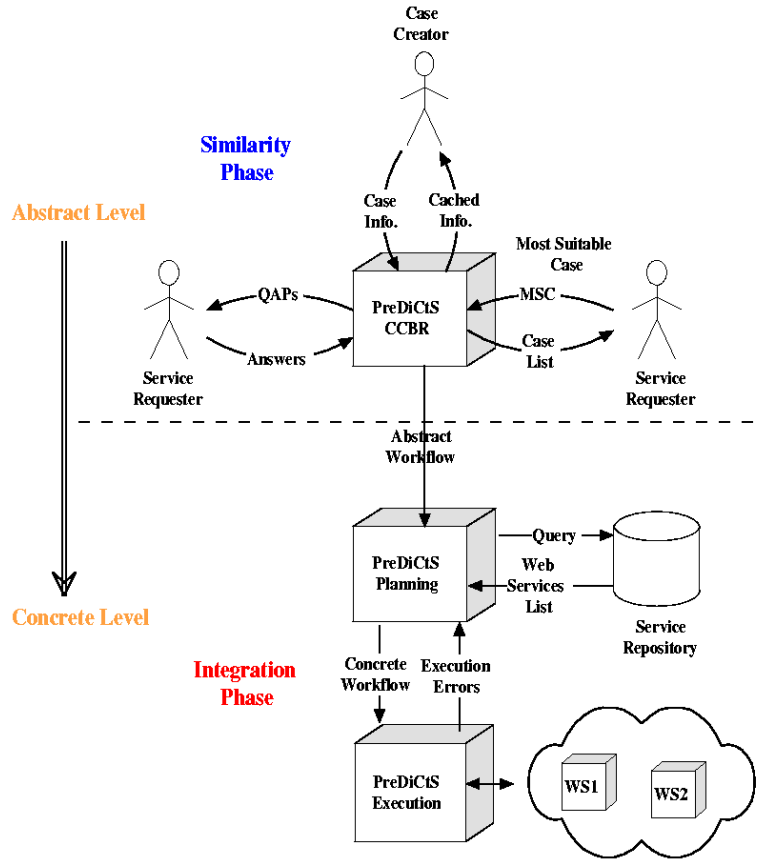 Case
Creator
Similarity
Phase
Abstract Level
Case
Info.
Cached
Info.
Most Suitable
Case
QAPs
PreDiCtS
CCBR
MSC
Answers
Case
List
Service
Requester
Service
Requester
Abstract
Workflow
PreDiCtS
Planning
Query
Web
Services
List
Concrete Level
Service
Repository
Integration
Phase
Concrete
Workflow
Execution
Errors
PreDiCtS
Execution
WS1
WS2